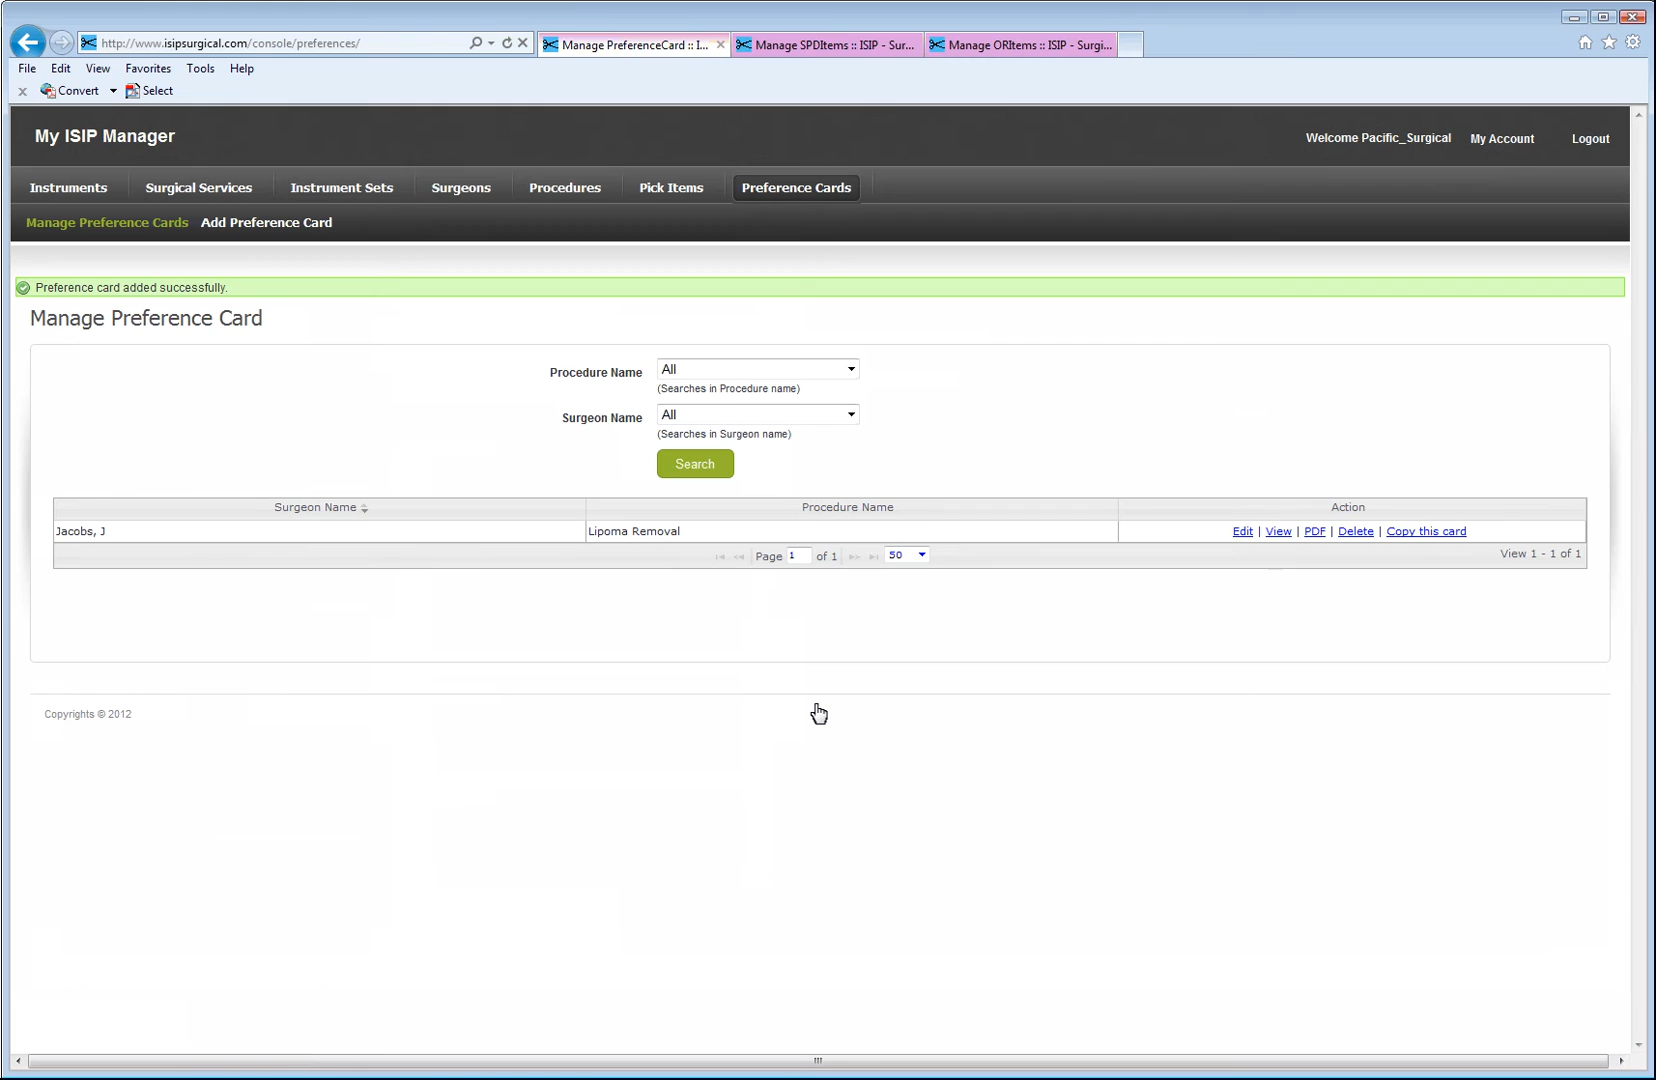 http://www.isipsurgical.com/console/preferences/
Manage PreferenceCard :: I...
Manage SPDItems :: ISIP - Sur...
Manage ORItems :: ISIP - Surgi...
File Edit View Favorites Tools Help
x Convert Select
My ISIP Manager
Welcome Pacific_Surgical My Account Logout
Instruments Surgical Services Instrument Sets Surgeons Procedures Pick Items Preference Cards
Manage Preference Cards Add Preference Card
Preference card added successfully.
Manage Preference Card
Procedure Name All
(Searches in Procedure name)
Surgeon Name All
(Searches in Surgeon name)
Search
Surgeon Name Procedure Name Action
Jacobs, J Lipoma Removal Edit | View | PDF | Delete | Copy this card
Page 1 of 1 50 View 1 - 1 of 1
Copyrights © 2012